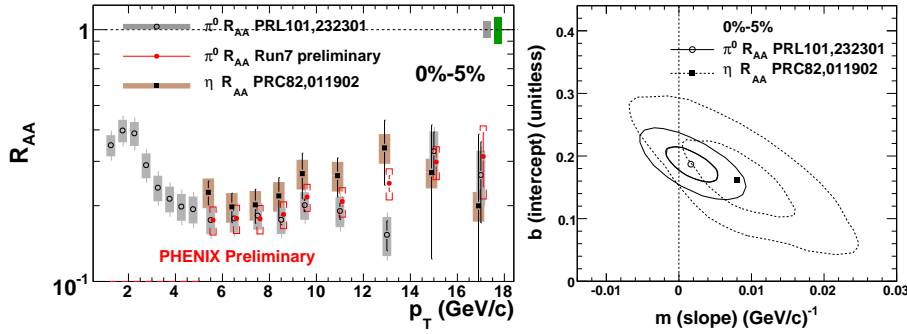 1
10⁻¹
R_AA
π⁰ R_AA PRL101,232301
π⁰ R_AA Run7 preliminary
η R_AA PRC82,011902
0%-5%
PHENIX Preliminary
2 4 6 8 10 12 14 16 18
p_T (GeV/c)
0.4
0.3
0.2
0.1
0
b (intercept) (unitless)
0%-5%
π⁰ R_AA PRL101,232301
η R_AA PRC82,011902
-0.01 0 0.01 0.02 0.03
m (slope) (GeV/c)⁻¹